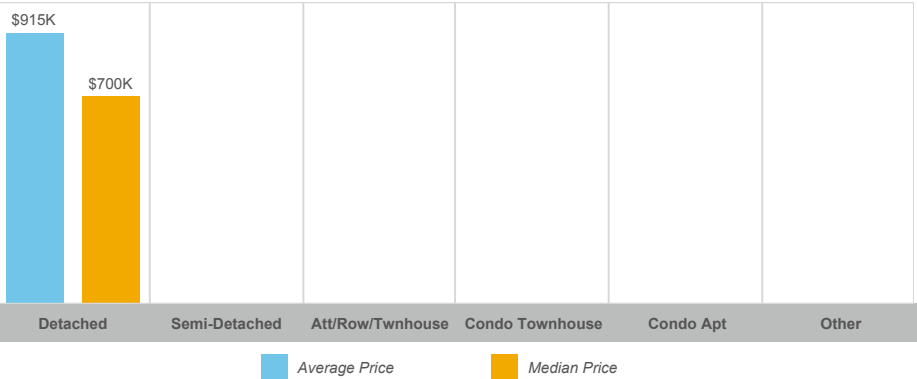 $915K
$700K
Detached Semi-Detached Att/Row/Twnhouse Condo Townhouse Condo Apt Other
Average Price Median Price